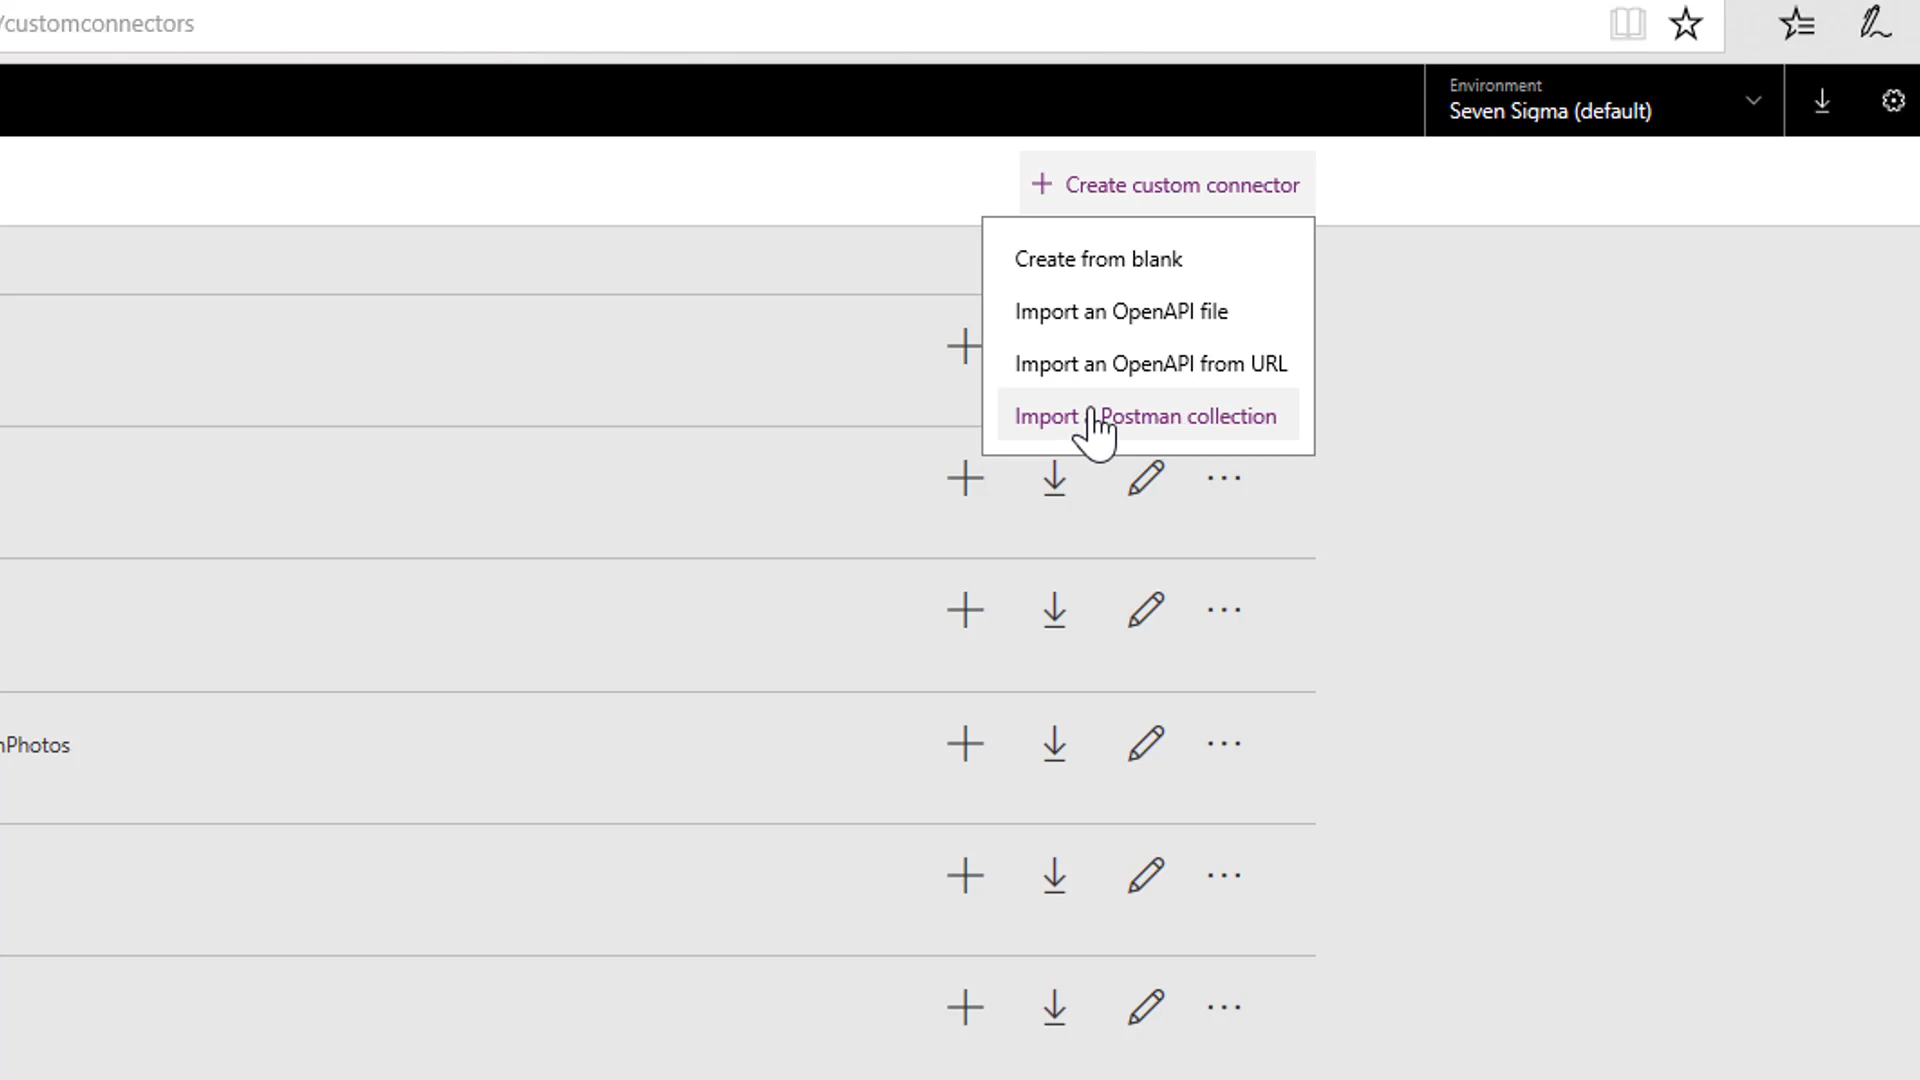 /customconnectors
Environment
Seven Sigma (default)
Create custom connector
Create from blank
Import an OpenAPI file
Import an OpenAPI from URL
Import a Postman collection
nPhotos